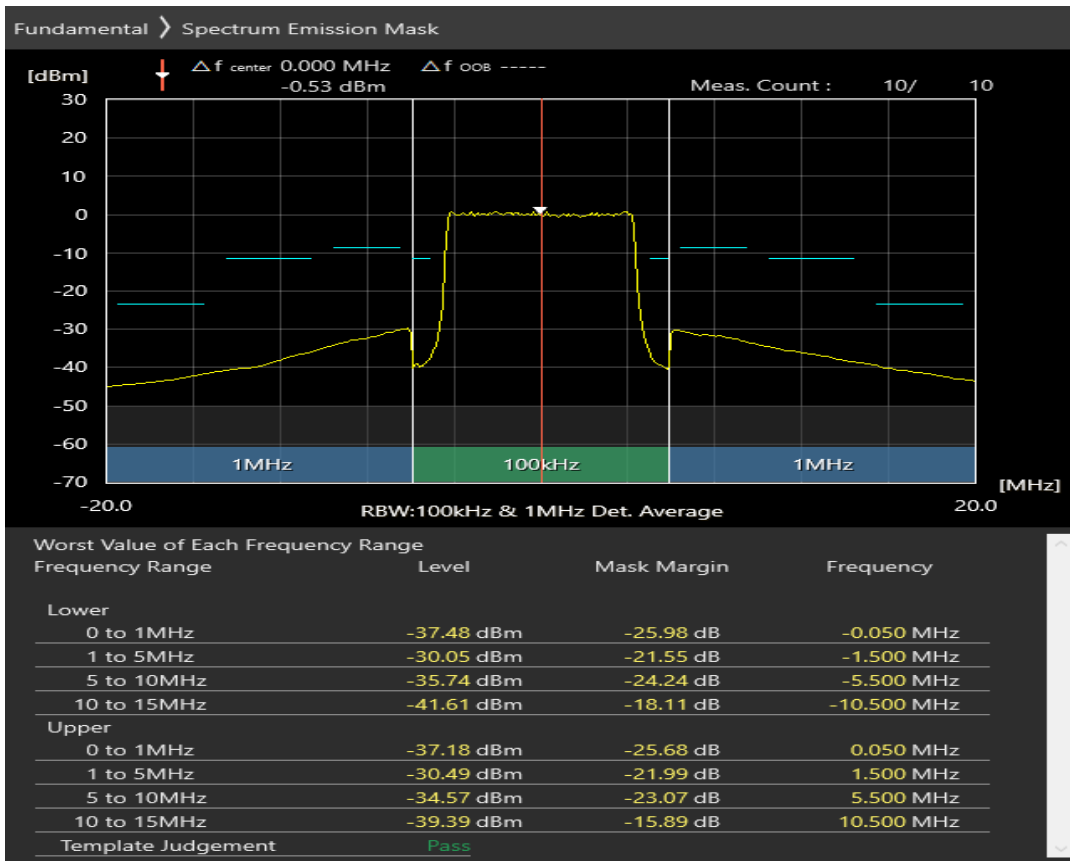 Fundamental ❯ Spectrum Emission Mask
[dBm] △f center 0.000 MHz △f OOB -----
-0.53 dBm Meas. Count : 10/ 10
30
20
10
0
-10
-20
-30
-40
-50
-60
1MHz 100kHz 1MHz
-70 [MHz]
-20.0 RBW:100kHz & 1MHz Det. Average 20.0
Worst Value of Each Frequency Range
Frequency Range Level Mask Margin Frequency
Lower
0 to 1MHz -37.48 dBm -25.98 dB -0.050 MHz
1 to 5MHz -30.05 dBm -21.55 dB -1.500 MHz
5 to 10MHz -35.74 dBm -24.24 dB -5.500 MHz
10 to 15MHz -41.61 dBm -18.11 dB -10.500 MHz
Upper
0 to 1MHz -37.18 dBm -25.68 dB 0.050 MHz
1 to 5MHz -30.49 dBm -21.99 dB 1.500 MHz
5 to 10MHz -34.57 dBm -23.07 dB 5.500 MHz
10 to 15MHz -39.39 dBm -15.89 dB 10.500 MHz
Template Judgement Pass